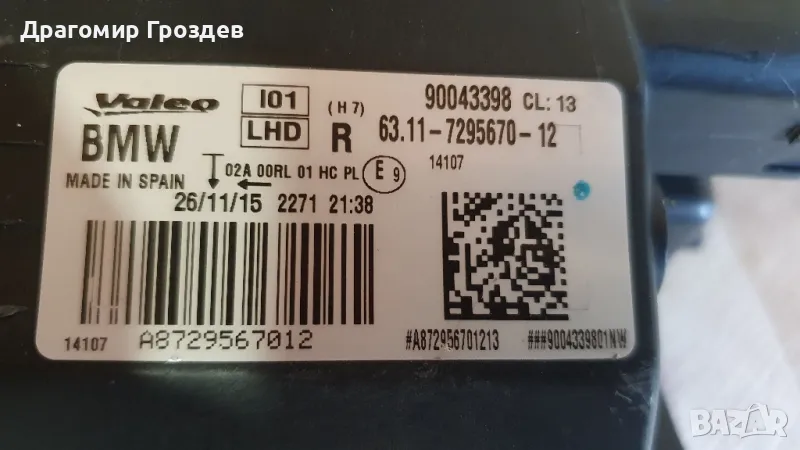 Драгомир Гроздев
Valeo I01 (H7) 90043398 CL: 13
BMW LHD R 63.11-7295670-12
MADE IN SPAIN 02A 00RL 01 HC PL E 9 14107
26/11/15 2271 21:38
14107 A8729567012 #A872956701213 ###9004339801NW
BAZAR